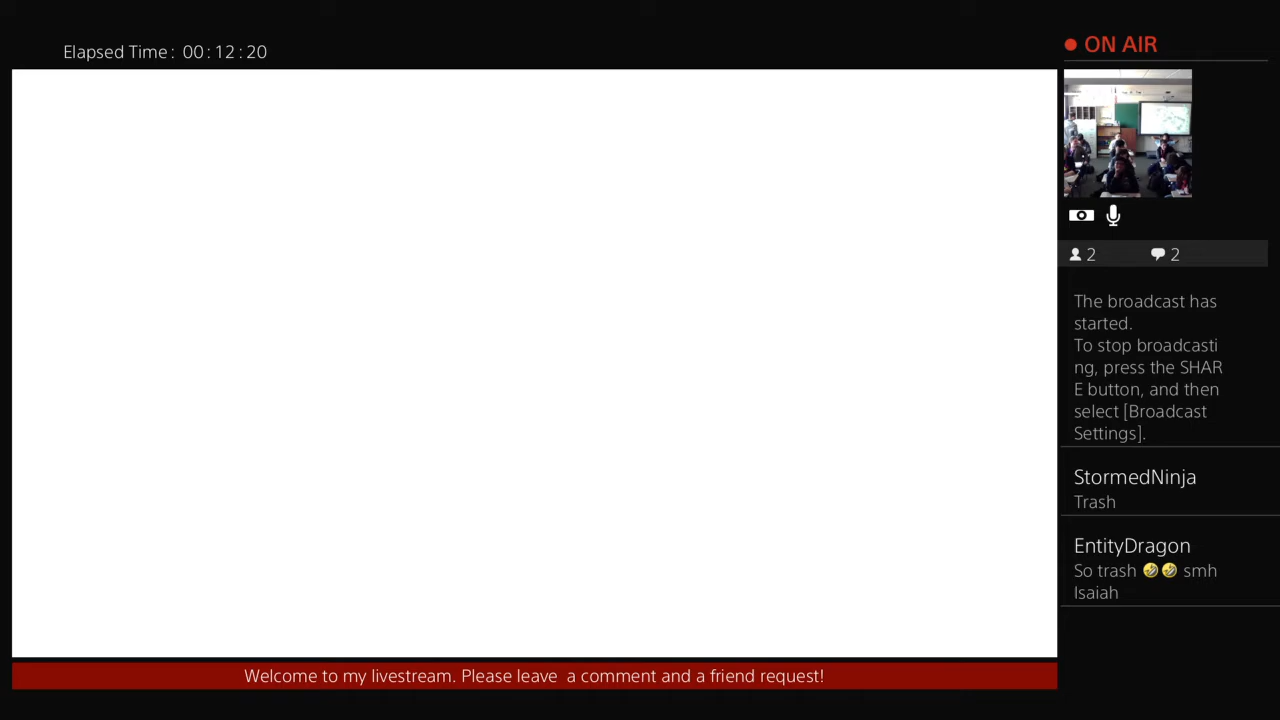 Elapsed Time: 00:12:20
ON AIR
2 2
The broadcast has
started.
To stop broadcasti
ng, press the SHAR
E button, and then
select [Broadcast
Settings].
StormedNinja
Trash
EntityDragon
So trash 🤣🤣 smh
Isaiah
Welcome to my livestream. Please leave  a comment and a friend request!